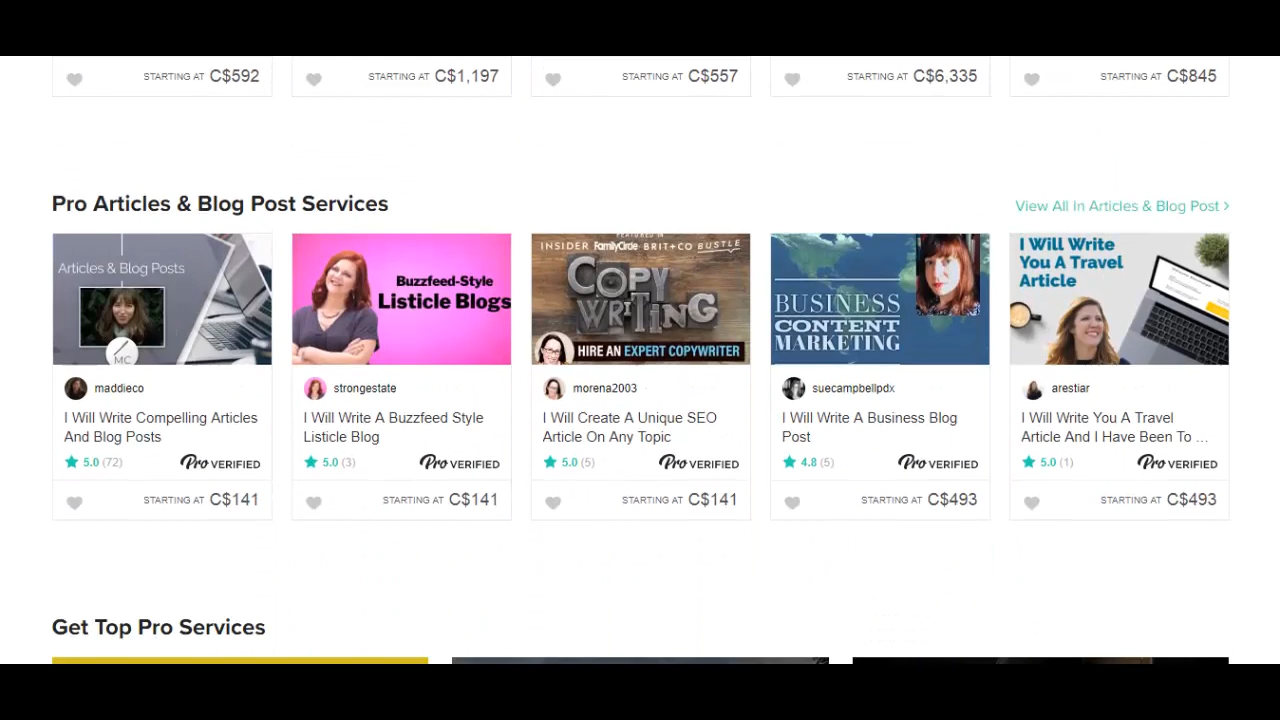 STARTING AT C$592
STARTING AT C$1,197
STARTING AT C$557
STARTING AT C$6,335
STARTING AT C$845
Pro Articles & Blog Post Services
View All In Articles & Blog Post >
Articles & Blog Posts
MC
Buzzfeed-Style
Listicle Blogs
FEATURED IN
INSIDER FamilyCircle BRIT+CO BUSTLE
COPY
WRITING
HIRE AN EXPERT COPYWRITER
BUSINESS
CONTENT
MARKETING
I Will Write
You A Travel
Article
maddieco
I Will Write Compelling Articles
And Blog Posts
5.0 (72) Pro VERIFIED
STARTING AT C$141
strongestate
I Will Write A Buzzfeed Style
Listicle Blog
5.0 (3) Pro VERIFIED
STARTING AT C$141
morena2003
I Will Create A Unique SEO
Article On Any Topic
5.0 (5) Pro VERIFIED
STARTING AT C$141
suecampbellpdx
I Will Write A Business Blog
Post
4.8 (5) Pro VERIFIED
STARTING AT C$493
arestiar
I Will Write You A Travel
Article And I Have Been To ...
5.0 (1) Pro VERIFIED
STARTING AT C$493
Get Top Pro Services